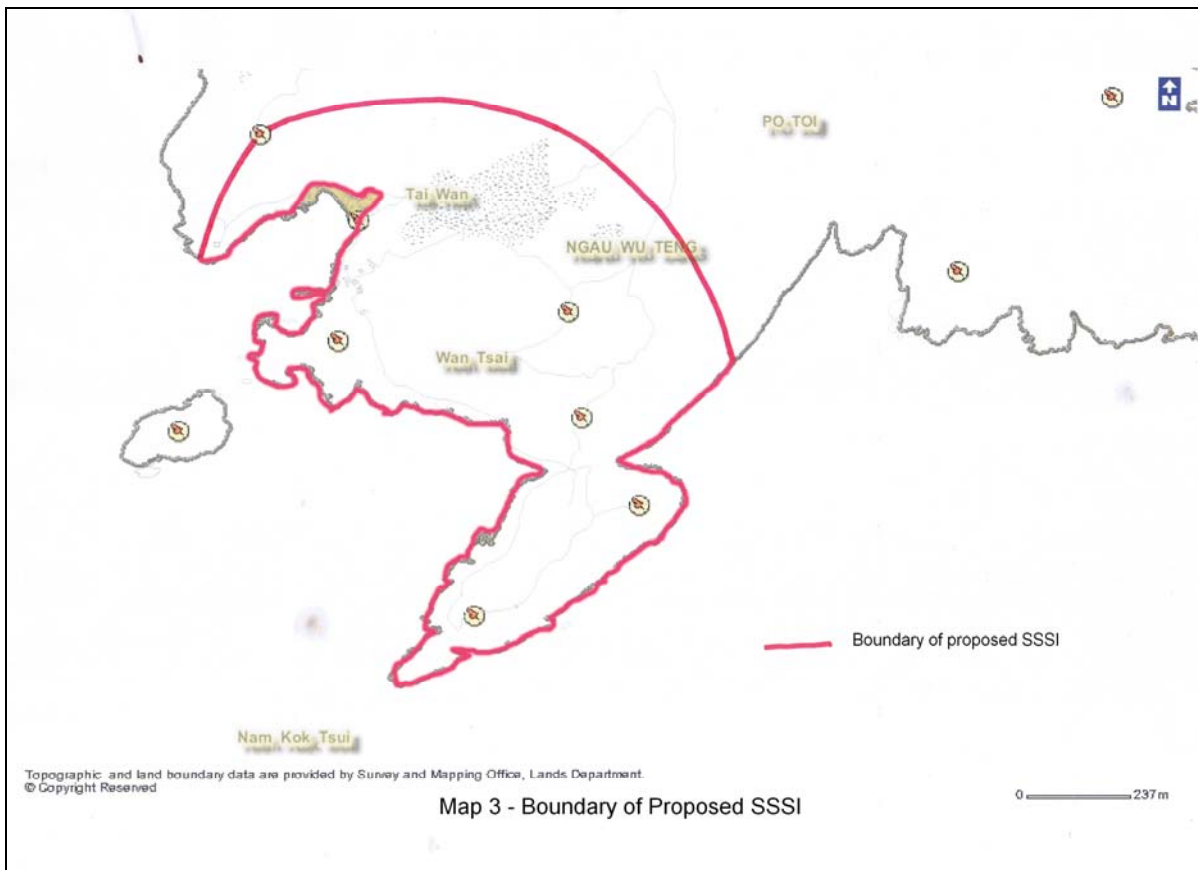 N
PO TOI
Tai Wan
NGAU WU TENG
Wan Tsai
Boundary of proposed SSSI
Nam Kok Tsui
Topographic and land boundary data are provided by Survey and Mapping Office, Lands Department.
© Copyright Reserved
0 237m
Map 3 - Boundary of Proposed SSSI